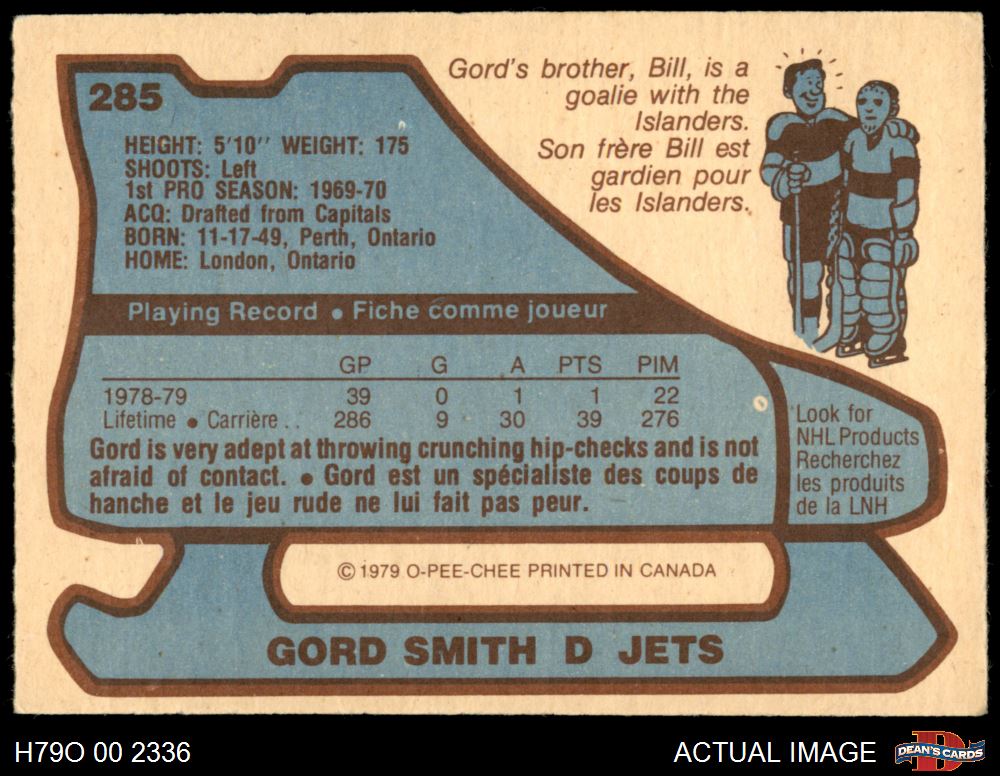 285
HEIGHT: 5'10'' WEIGHT: 175
SHOOTS: Left
1st PRO SEASON: 1969-70
ACQ: Drafted from Capitals
BORN: 11-17-49, Perth, Ontario
HOME: London, Ontario
Gord's brother, Bill, is a
goalie with the
Islanders.
Son frère Bill est
gardien pour
les Islanders.
Playing Record • Fiche comme joueur
GP G A PTS PIM
1978-79 39 0 1 1 22
Lifetime • Carrière . . 286 9 30 39 276
Gord is very adept at throwing crunching hip-checks and is not
afraid of contact. • Gord est un spécialiste des coups de
hanche et le jeu rude ne lui fait pas peur.
Look for
NHL Products
Recherchez
les produits
de la LNH
© 1979 O-PEE-CHEE PRINTED IN CANADA
GORD SMITH D JETS
H79O 00 2336
ACTUAL IMAGE
DEAN'S CARDS